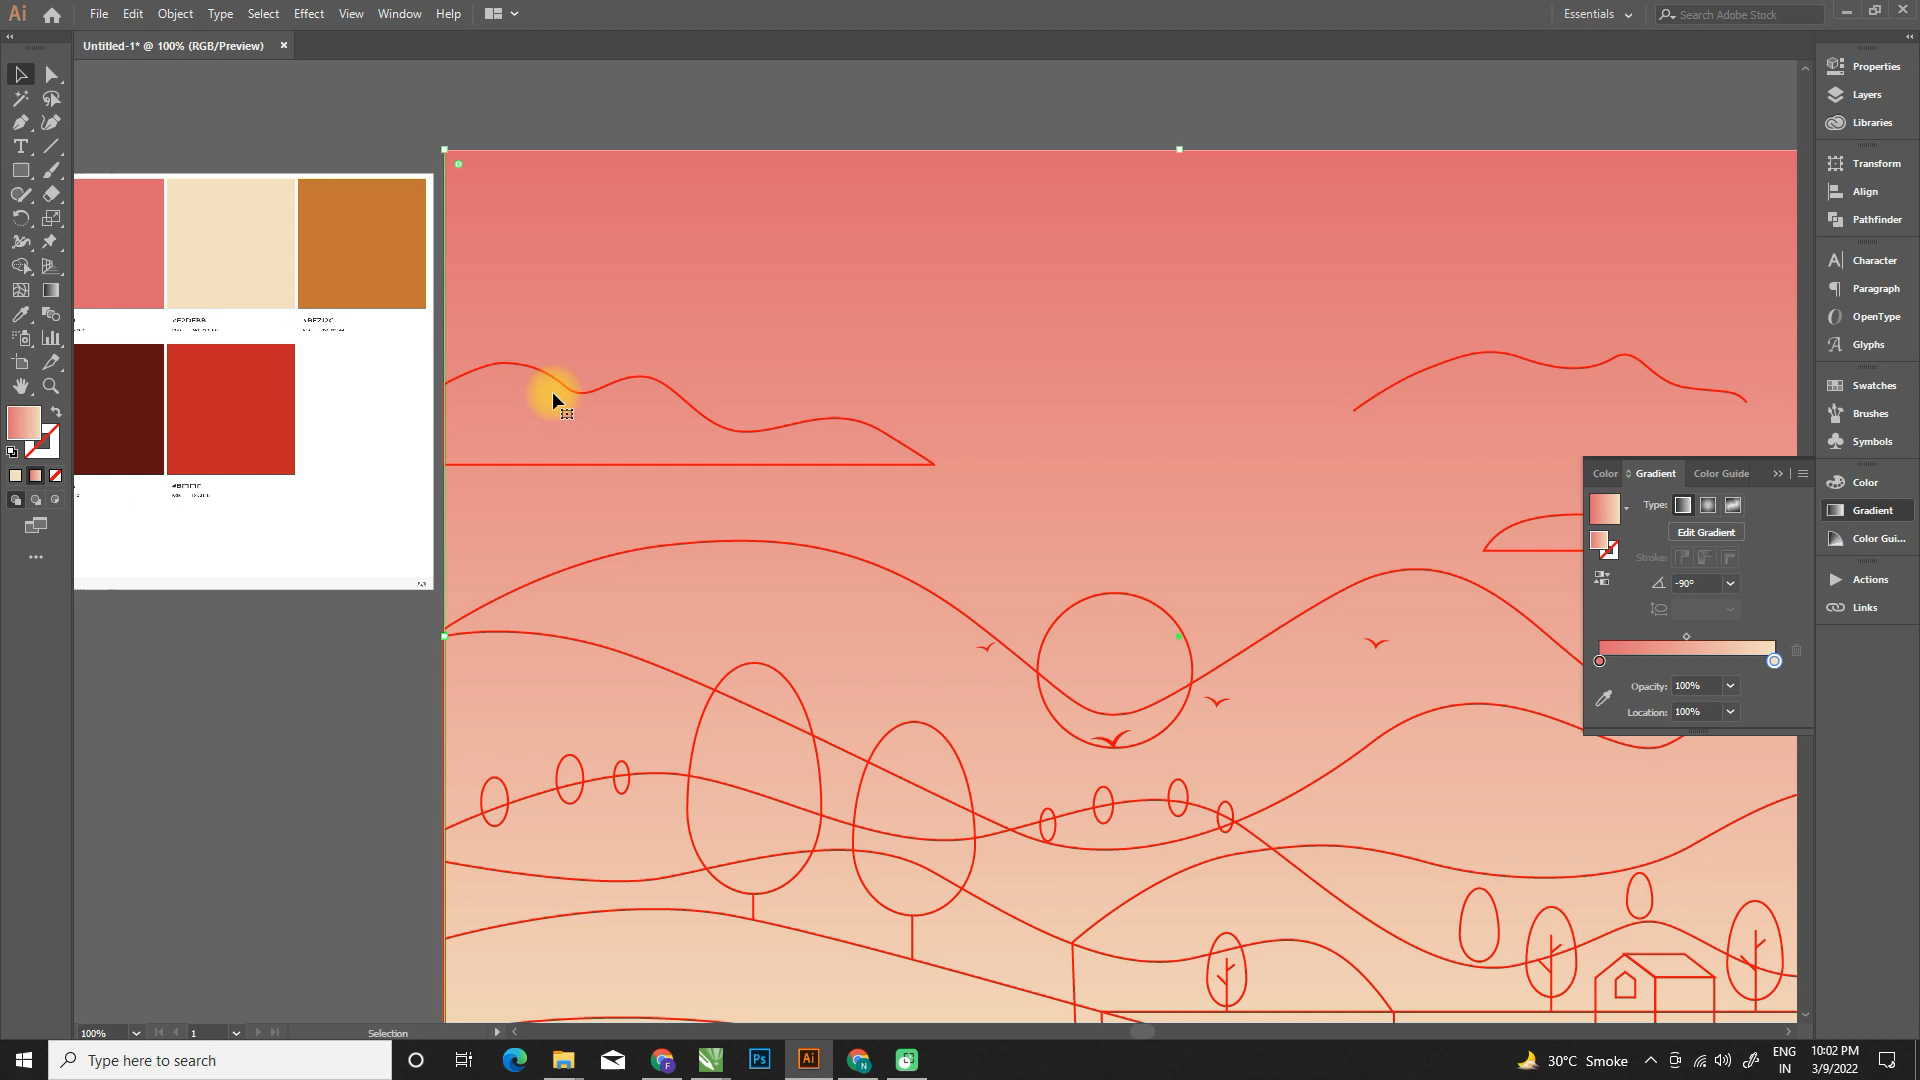 Ai
File Edit Object Type Select Effect View Window Help
Essentials
Search Adobe Stock
Untitled-1* @ 100% (RGB/Preview)
Properties
Layers
Libraries
Transform
Align
Pathfinder
Character
Paragraph
OpenType
Glyphs
Swatches
Brushes
Symbols
Color
Gradient
Color Gui...
Actions
Links
Color Gradient Color Guide
Type:
Edit Gradient
Stroke:
-90°
Opacity: 100%
Location: 100%
100%
1
Selection
Type here to search
Ps
Ai
F
N
30°C Smoke
ENG
IN
10:02 PM
3/9/2022